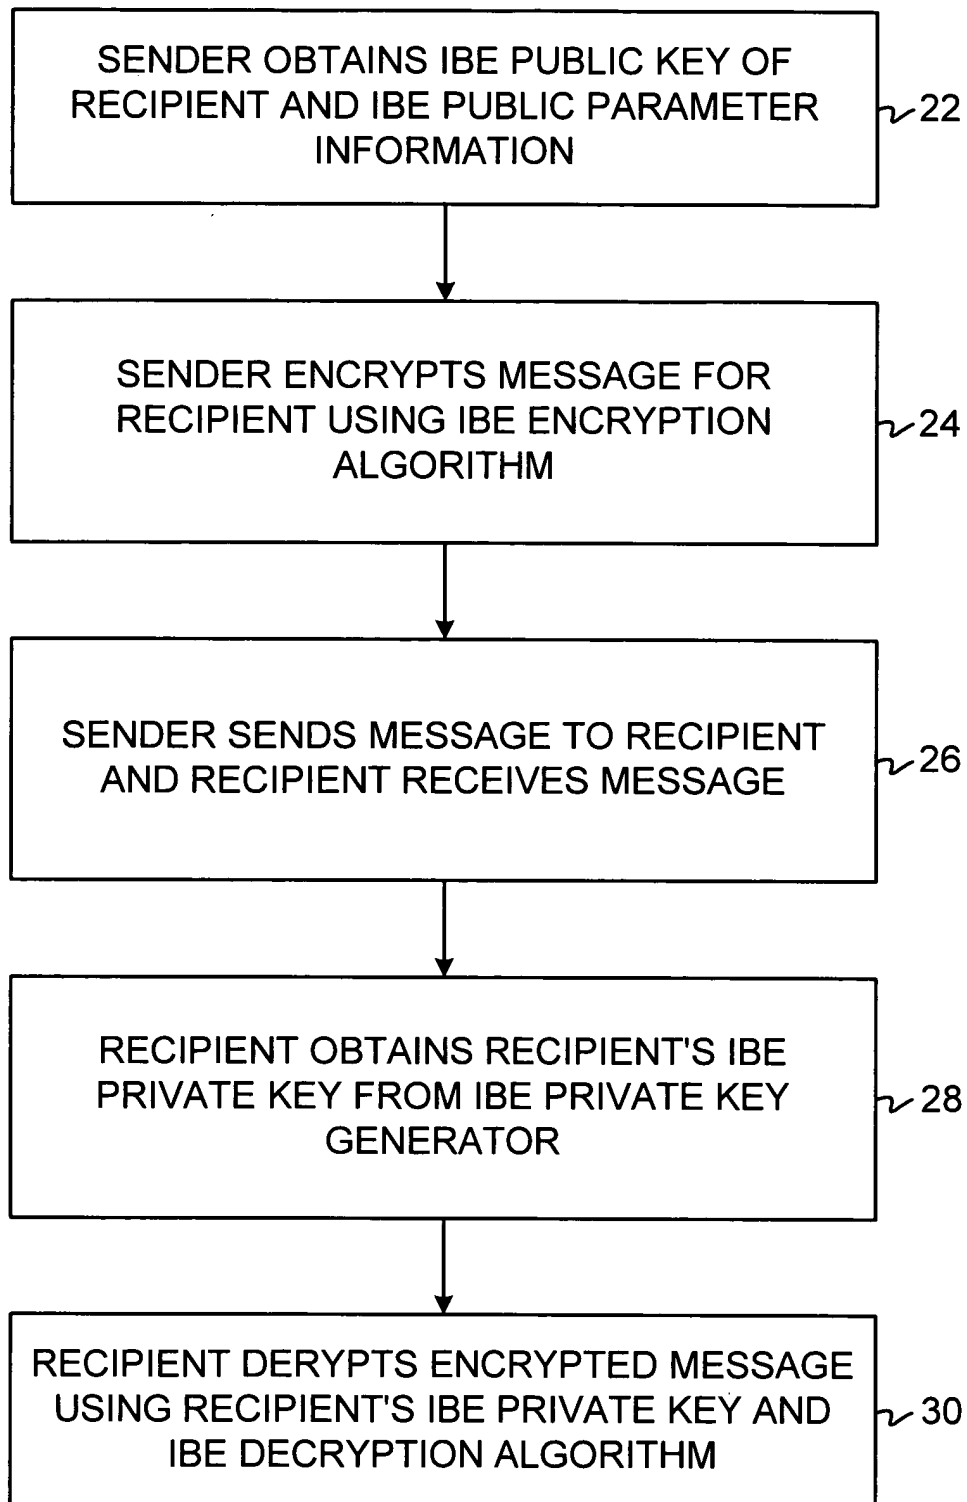 SENDER OBTAINS IBE PUBLIC KEY OF
RECIPIENT AND IBE PUBLIC PARAMETER
INFORMATION
22
SENDER ENCRYPTS MESSAGE FOR
RECIPIENT USING IBE ENCRYPTION
ALGORITHM
24
SENDER SENDS MESSAGE TO RECIPIENT
AND RECIPIENT RECEIVES MESSAGE
26
RECIPIENT OBTAINS RECIPIENT'S IBE
PRIVATE KEY FROM IBE PRIVATE KEY
GENERATOR
28
RECIPIENT DERYPTS ENCRYPTED MESSAGE
USING RECIPIENT'S IBE PRIVATE KEY AND
IBE DECRYPTION ALGORITHM
30